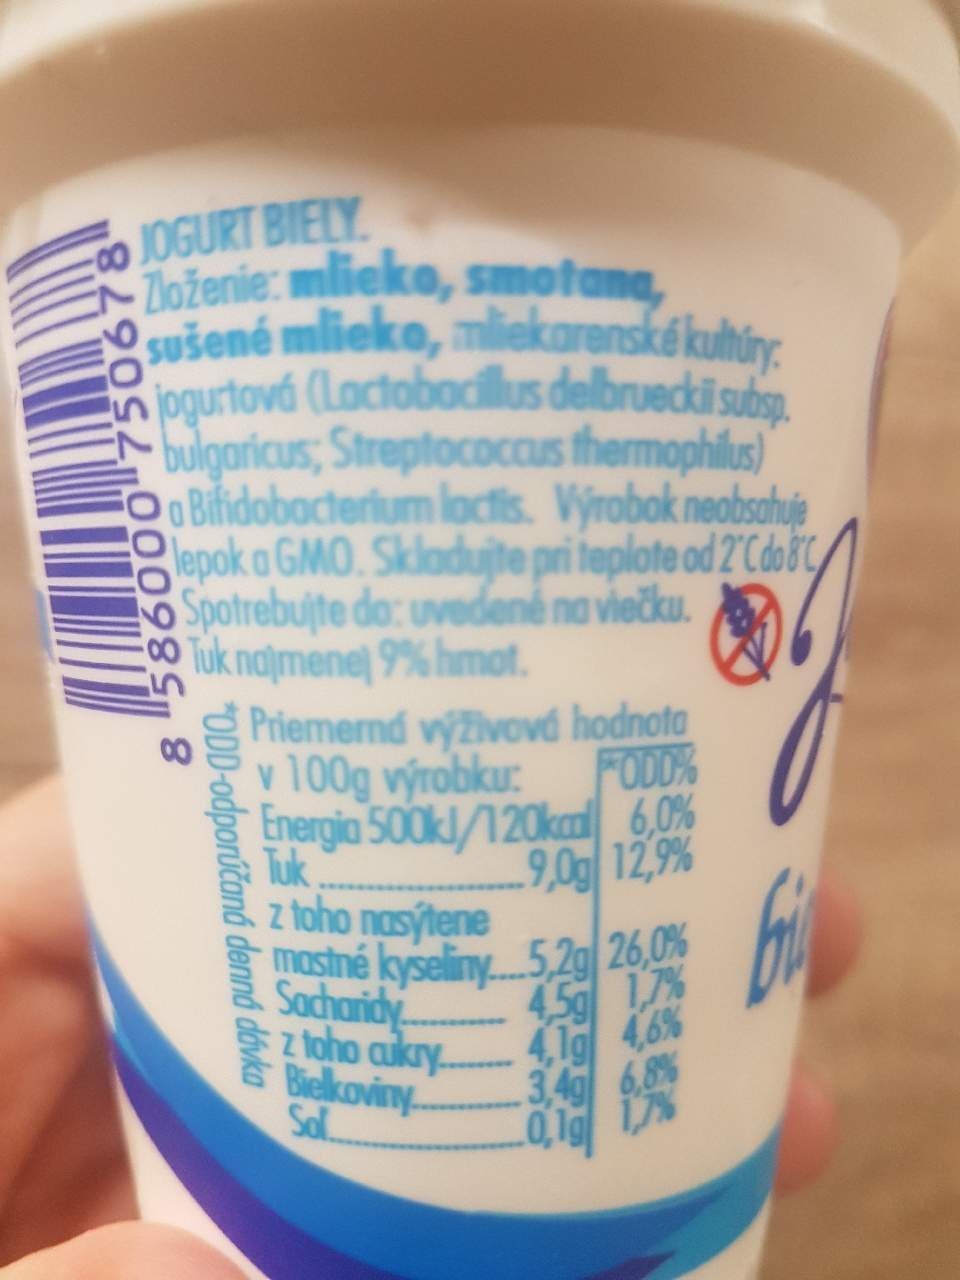 JOGURT BIELY.
Zloženie: mlieko, smotana,
sušené mlieko, mliekarenské kultúry:
jogurtová (Lactobacillus delbrueckii subsp.
bulgaricus; Streptococcus thermophilus)
a Bifidobacterium lactis. Výrobok neobsahuje
lepok a GMO. Skladujte pri teplote od 2°C do 8°C.
Spotrebujte do: uvedené na viečku.
Tuk najmenej 9% hmot.
8 586000 750678
Priemerná výživová hodnota
v 100g výrobku: *ODD%
Energia 500kJ/120kcal 6,0%
Tuk 9,0g 12,9%
z toho nasýtene
mastné kyseliny....5,2g 26,0%
Sacharidy 4,5g 1,7%
z toho cukry 4,1g 4,6%
Bielkoviny 3,4g 6,8%
Soľ 0,1g 1,7%
*ODD-odporúčaná denná dávka